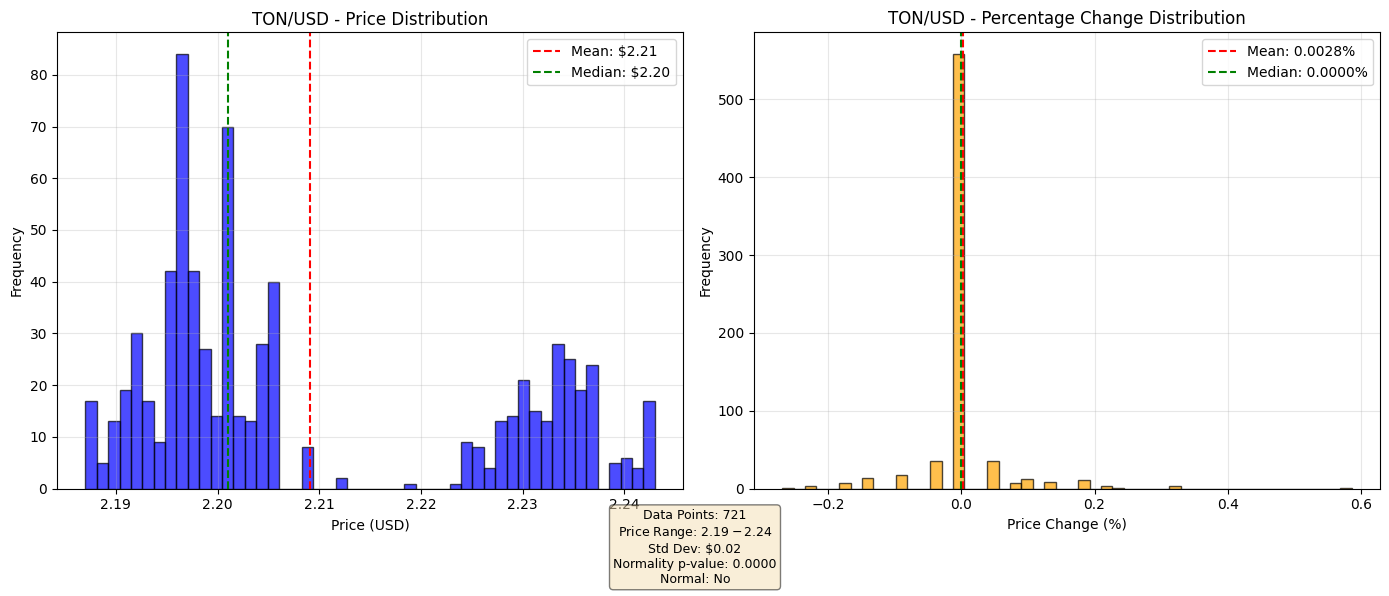 TON/USD - Price Distribution
Mean: $2.21
Median: $2.20
80
70
60
50
40
30
20
10
0
Frequency
2.19
2.20
2.21
2.22
2.23
2.24
Price (USD)
TON/USD - Percentage Change Distribution
Mean: 0.0028%
Median: 0.0000%
500
400
300
200
100
0
Frequency
−0.2
0.0
0.2
0.4
0.6
Price Change (%)
Data Points: 721
Price Range: 2.19 − 2.24
Std Dev: $0.02
Normality p-value: 0.0000
Normal: No